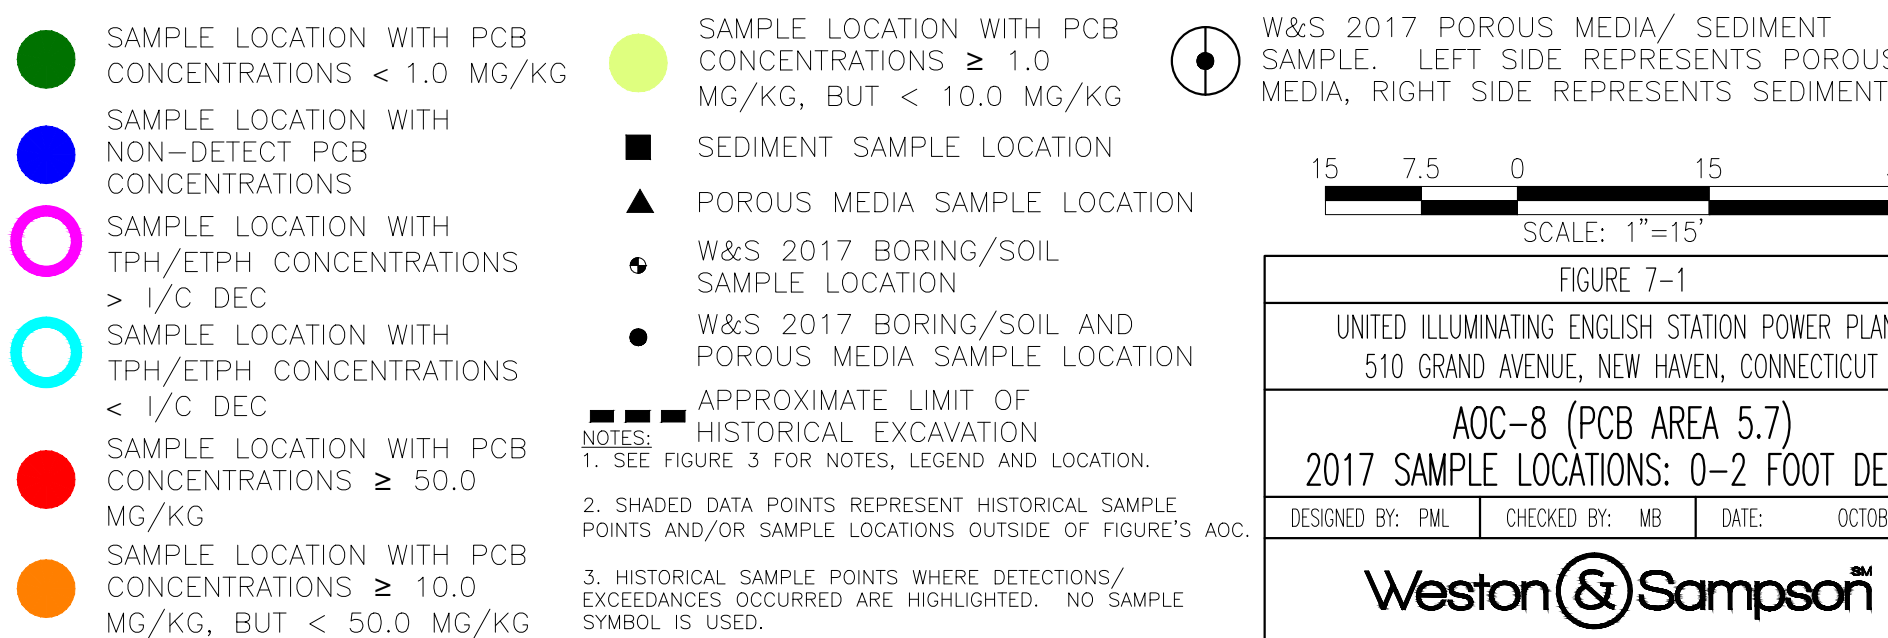 SAMPLE LOCATION WITH PCB
CONCENTRATIONS < 1.0 MG/KG
SAMPLE LOCATION WITH
NON-DETECT PCB
CONCENTRATIONS
SAMPLE LOCATION WITH
TPH/ETPH CONCENTRATIONS
> I/C DEC
SAMPLE LOCATION WITH
TPH/ETPH CONCENTRATIONS
< I/C DEC
SAMPLE LOCATION WITH PCB
CONCENTRATIONS ≥ 50.0
MG/KG
SAMPLE LOCATION WITH PCB
CONCENTRATIONS ≥ 10.0
MG/KG, BUT < 50.0 MG/KG
SAMPLE LOCATION WITH PCB
CONCENTRATIONS ≥ 1.0
MG/KG, BUT < 10.0 MG/KG
SEDIMENT SAMPLE LOCATION
POROUS MEDIA SAMPLE LOCATION
W&S 2017 BORING/SOIL
SAMPLE LOCATION
W&S 2017 BORING/SOIL AND
POROUS MEDIA SAMPLE LOCATION
APPROXIMATE LIMIT OF
HISTORICAL EXCAVATION
NOTES:
1. SEE FIGURE 3 FOR NOTES, LEGEND AND LOCATION.
2. SHADED DATA POINTS REPRESENT HISTORICAL SAMPLE
POINTS AND/OR SAMPLE LOCATIONS OUTSIDE OF FIGURE'S AOC.
3. HISTORICAL SAMPLE POINTS WHERE DETECTIONS/
EXCEEDANCES OCCURRED ARE HIGHLIGHTED. NO SAMPLE
SYMBOL IS USED.
W&S 2017 POROUS MEDIA/ SEDIMENT
SAMPLE. LEFT SIDE REPRESENTS POROUS
MEDIA, RIGHT SIDE REPRESENTS SEDIMENT
15 7.5 0 15
SCALE: 1"=15'
FIGURE 7-1
UNITED ILLUMINATING ENGLISH STATION POWER PLAN
510 GRAND AVENUE, NEW HAVEN, CONNECTICUT
AOC-8 (PCB AREA 5.7)
2017 SAMPLE LOCATIONS: 0-2 FOOT DE
DESIGNED BY: PML CHECKED BY: MB DATE: OCTOB
Weston & Sampson SM